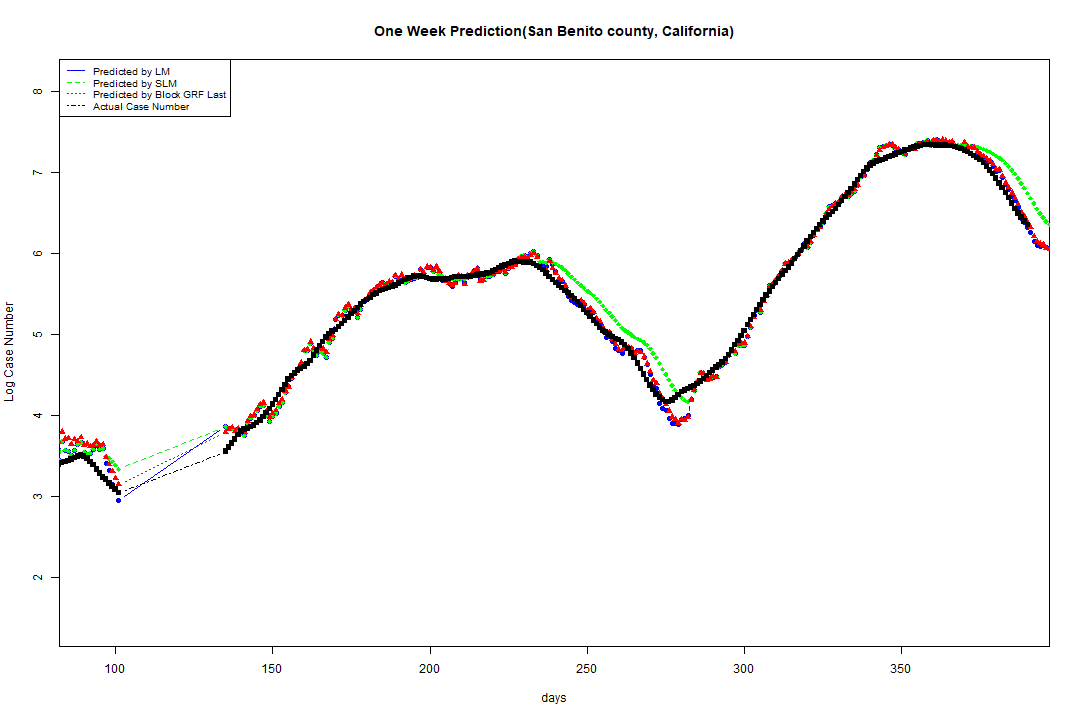 One Week Prediction(San Benito county, California)
Predicted by LM
Predicted by SLM
Predicted by Block GRF Last
Actual Case Number
8
7
6
5
4
3
2
Log Case Number
100 150 200 250 300 350
days